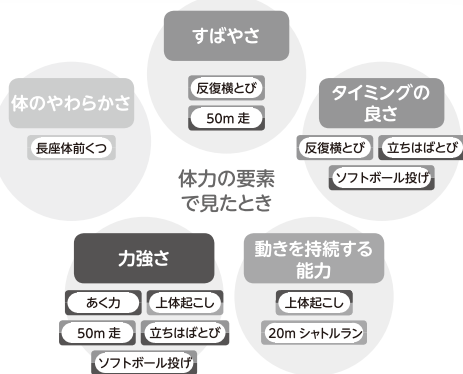 すばやさ
反復横とび
50m 走
体のやわらかさ
長座体前くつ
タイミングの
良さ
反復横とび
立ちはばとび
ソフトボール投げ
体力の要素
で見たとき
力強さ
あく力
上体起こし
50m 走
立ちはばとび
ソフトボール投げ
動きを持続する
能力
上体起こし
20m シャトルラン